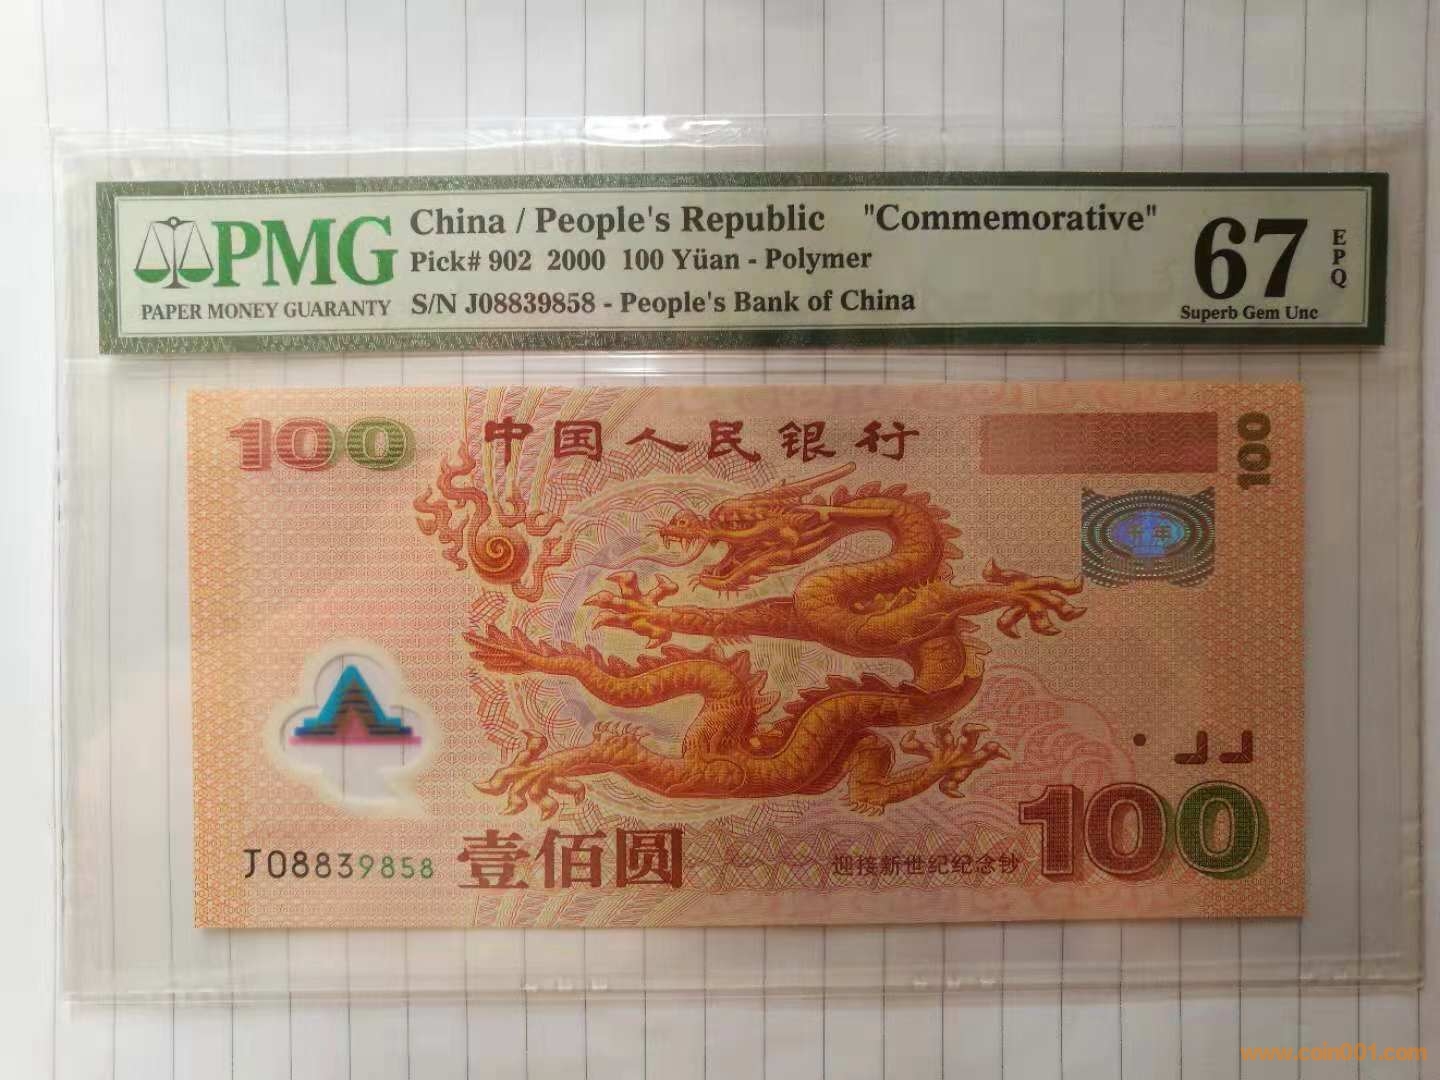 PMG
PAPER MONEY GUARANTY
China / People's Republic "Commemorative"
Pick# 902 2000 100 Yüan - Polymer
S/N J08839858 - People's Bank of China
67
EPQ
Superb Gem Unc
100
中国人民银行
100
千年
J08839858
壹佰圆
迎接新世纪纪念钞
100
www.coin001.com